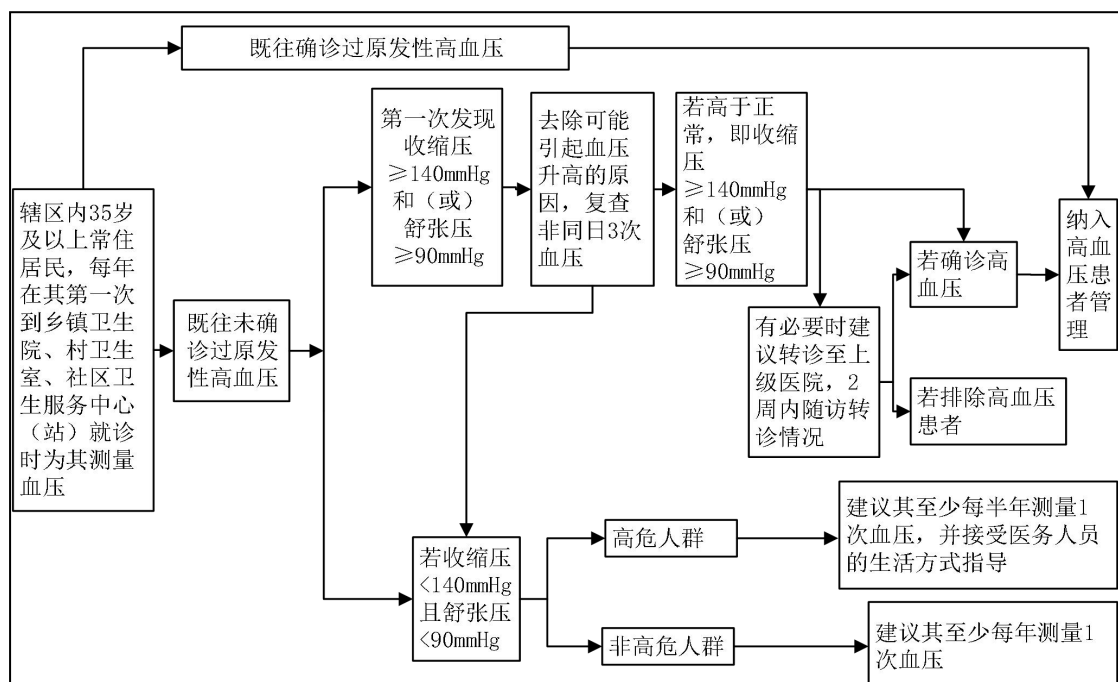 既往确诊过原发性高血压
辖区内35岁
及以上常住
居民，每年
在其第一次
到乡镇卫生
院、村卫生
室、社区卫
生服务中心
（站）就诊
时为其测量
血压
既往未确
诊过原发
性高血压
第一次发现
收缩压
≥140mmHg
和（或）
舒张压
≥90mmHg
去除可能
引起血压
升高的原
因，复查
非同日3次
血压
若高于正
常，即收缩
压
≥140mmHg
和（或）
舒张压
≥90mmHg
若确诊高
血压
纳入
高血
压患
者管
理
有必要时建
议转诊至上
级医院，2
周内随访转
诊情况
若排除高血压
患者
若收缩压
<140mmHg
且舒张压
<90mmHg
高危人群
建议其至少每半年测量1
次血压，并接受医务人员
的生活方式指导
非高危人群
建议其至少每年测量1
次血压